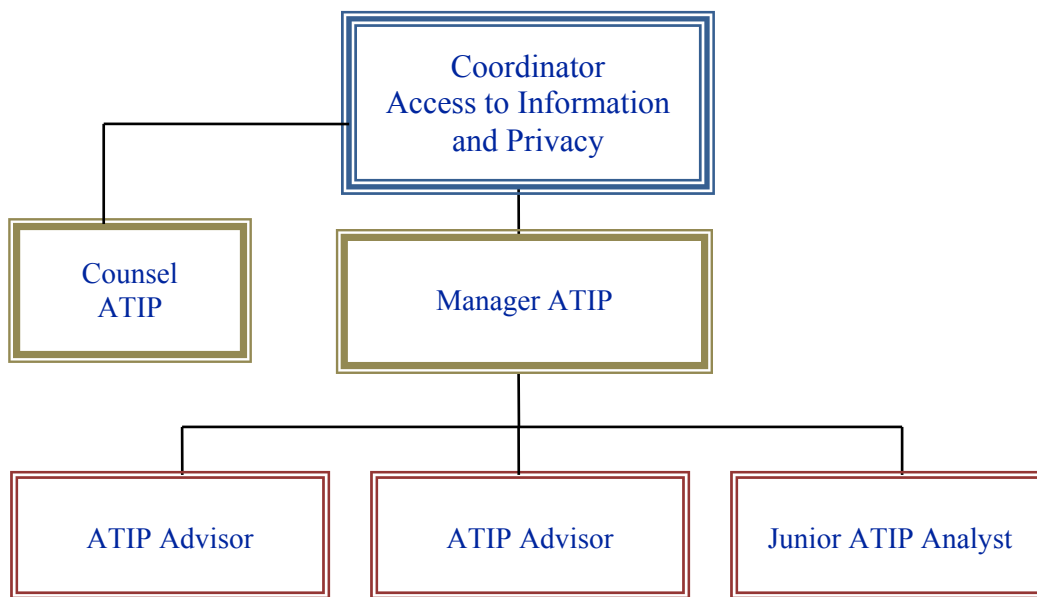 Coordinator
Access to Information
and Privacy
Counsel
ATIP
Manager ATIP
ATIP Advisor
ATIP Advisor
Junior ATIP Analyst